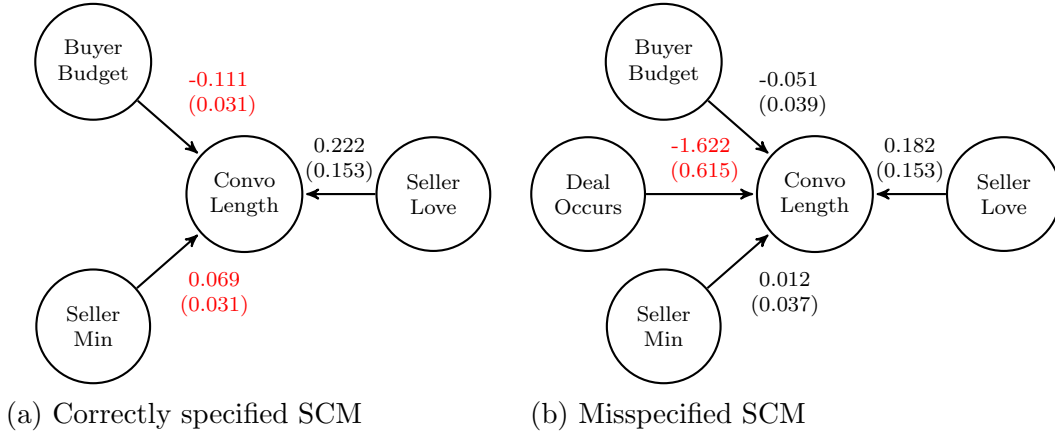 Buyer
Budget
-0.111
(0.031)
Convo
Length
0.222
(0.153)
Seller
Love
0.069
(0.031)
Seller
Min
(a) Correctly specified SCM
Buyer
Budget
-0.051
(0.039)
Deal
Occurs
-1.622
(0.615)
Convo
Length
0.182
(0.153)
Seller
Love
0.012
(0.037)
Seller
Min
(b) Misspecified SCM